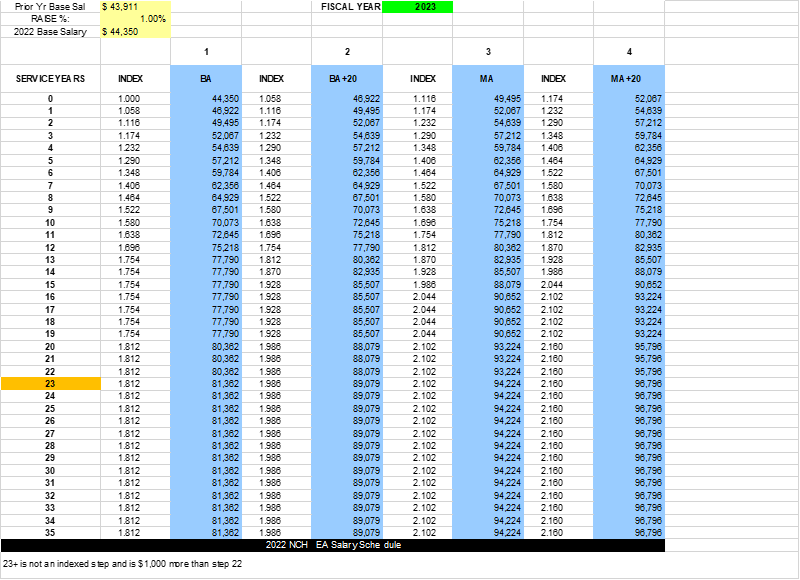 Prior Yr Base Sal $ 43,911 FISCAL YEAR 2023
RAISE %: 1.00%
2022 Base Salary $ 44,350
1 2 3 4
SERVICE YEARS INDEX BA INDEX BA+20 INDEX MA INDEX MA+20
0 1.000 44,350 1.058 46,922 1.116 49,495 1.174 52,067
1 1.058 46,922 1.116 49,495 1.174 52,067 1.232 54,639
2 1.116 49,495 1.174 52,067 1.232 54,639 1.290 57,212
3 1.174 52,067 1.232 54,639 1.290 57,212 1.348 59,784
4 1.232 54,639 1.290 57,212 1.348 59,784 1.406 62,356
5 1.290 57,212 1.348 59,784 1.406 62,356 1.464 64,929
6 1.348 59,784 1.406 62,356 1.464 64,929 1.522 67,501
7 1.406 62,356 1.464 64,929 1.522 67,501 1.580 70,073
8 1.464 64,929 1.522 67,501 1.580 70,073 1.638 72,645
9 1.522 67,501 1.580 70,073 1.638 72,645 1.696 75,218
10 1.580 70,073 1.638 72,645 1.696 75,218 1.754 77,790
11 1.638 72,645 1.696 75,218 1.754 77,790 1.812 80,362
12 1.696 75,218 1.754 77,790 1.812 80,362 1.870 82,935
13 1.754 77,790 1.812 80,362 1.870 82,935 1.928 85,507
14 1.754 77,790 1.870 82,935 1.928 85,507 1.986 88,079
15 1.754 77,790 1.928 85,507 1.986 88,079 2.044 90,652
16 1.754 77,790 1.928 85,507 2.044 90,652 2.102 93,224
17 1.754 77,790 1.928 85,507 2.044 90,652 2.102 93,224
18 1.754 77,790 1.928 85,507 2.044 90,652 2.102 93,224
19 1.754 77,790 1.928 85,507 2.044 90,652 2.102 93,224
20 1.812 80,362 1.986 88,079 2.102 93,224 2.160 95,796
21 1.812 80,362 1.986 88,079 2.102 93,224 2.160 95,796
22 1.812 80,362 1.986 88,079 2.102 93,224 2.160 95,796
23 1.812 81,362 1.986 89,079 2.102 94,224 2.160 96,796
24 1.812 81,362 1.986 89,079 2.102 94,224 2.160 96,796
25 1.812 81,362 1.986 89,079 2.102 94,224 2.160 96,796
26 1.812 81,362 1.986 89,079 2.102 94,224 2.160 96,796
27 1.812 81,362 1.986 89,079 2.102 94,224 2.160 96,796
28 1.812 81,362 1.986 89,079 2.102 94,224 2.160 96,796
29 1.812 81,362 1.986 89,079 2.102 94,224 2.160 96,796
30 1.812 81,362 1.986 89,079 2.102 94,224 2.160 96,796
31 1.812 81,362 1.986 89,079 2.102 94,224 2.160 96,796
32 1.812 81,362 1.986 89,079 2.102 94,224 2.160 96,796
33 1.812 81,362 1.986 89,079 2.102 94,224 2.160 96,796
34 1.812 81,362 1.986 89,079 2.102 94,224 2.160 96,796
35 1.812 81,362 1.986 89,079 2.102 94,224 2.160 96,796
2022 NCH EA Salary Schedule
23+ is not an indexed step and is $1,000 more than step 22